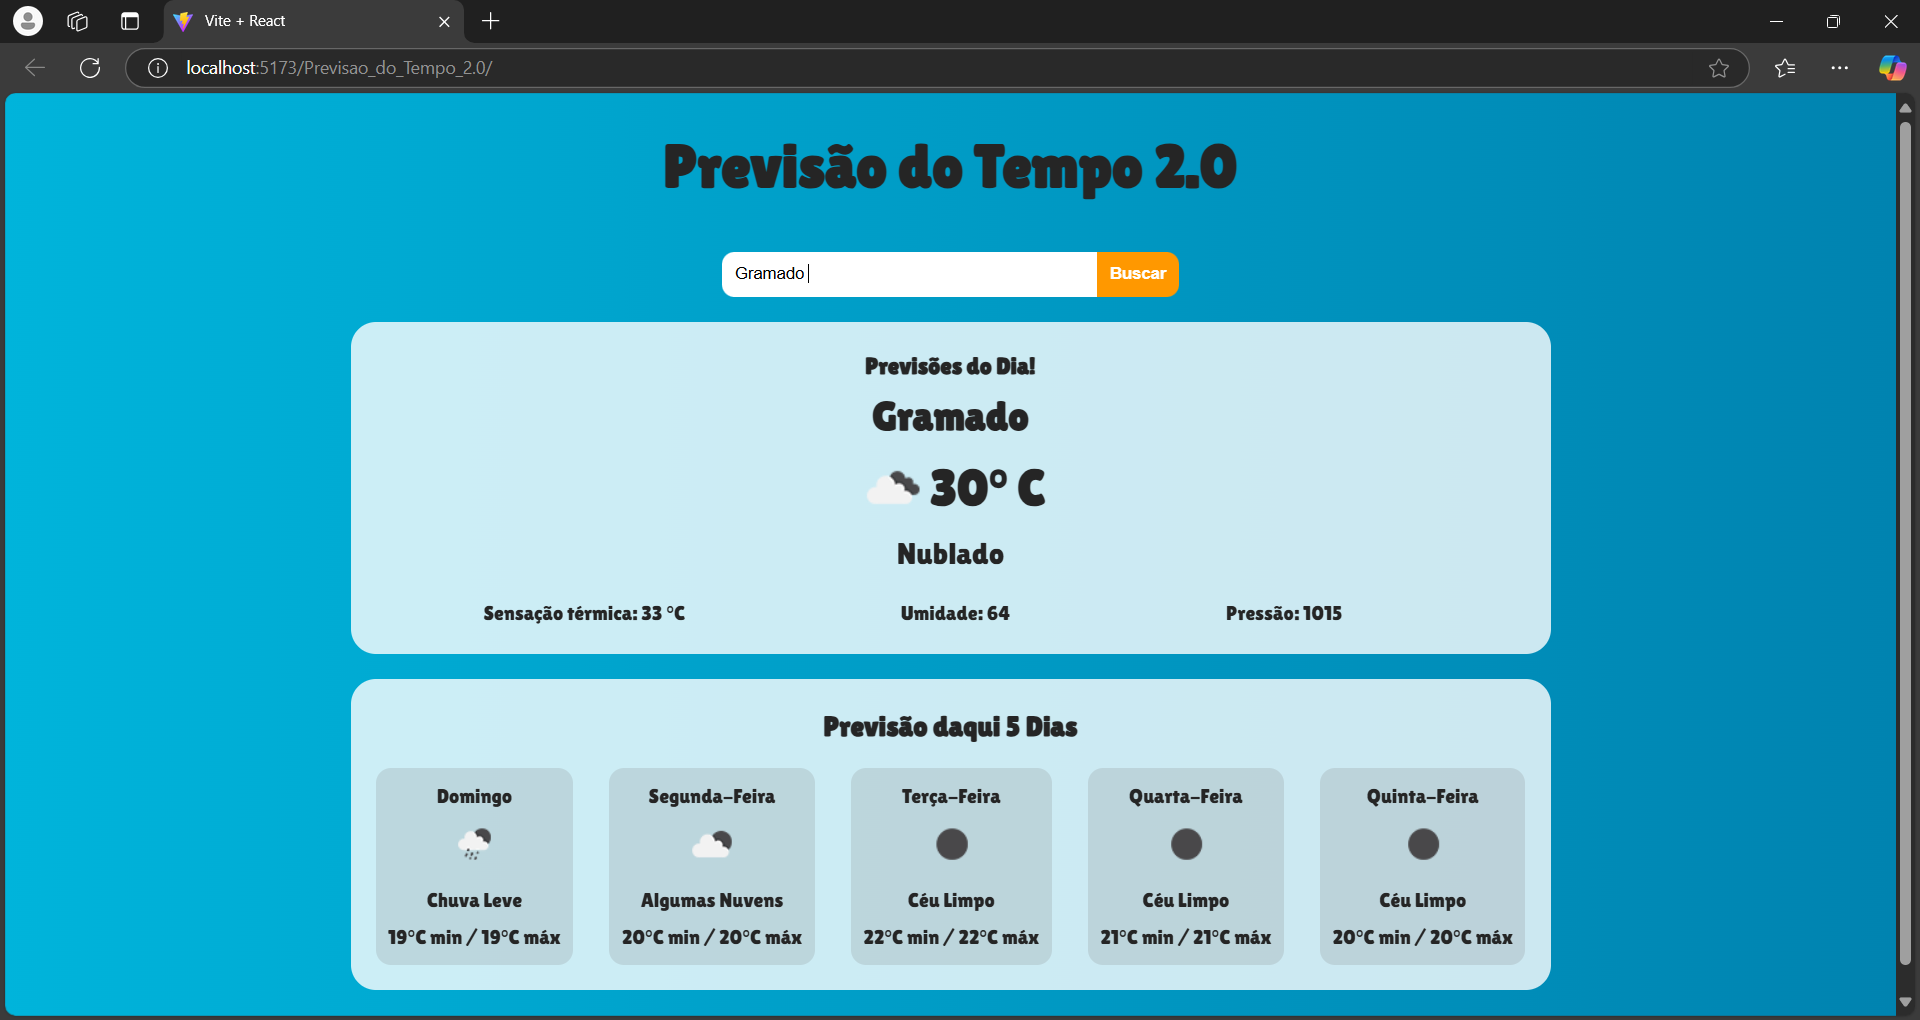 Vite + React
localhost:5173/Previsao_do_Tempo_2.0/
Previsão do Tempo 2.0
Gramado
Buscar
Previsões do Dia!
Gramado
30° C
Nublado
Sensação térmica: 33 °C
Umidade: 64
Pressão: 1015
Previsão daqui 5 Dias
Domingo
Chuva Leve
19°C min / 19°C máx
Segunda-Feira
Algumas Nuvens
20°C min / 20°C máx
Terça-Feira
Céu Limpo
22°C min / 22°C máx
Quarta-Feira
Céu Limpo
21°C min / 21°C máx
Quinta-Feira
Céu Limpo
20°C min / 20°C máx